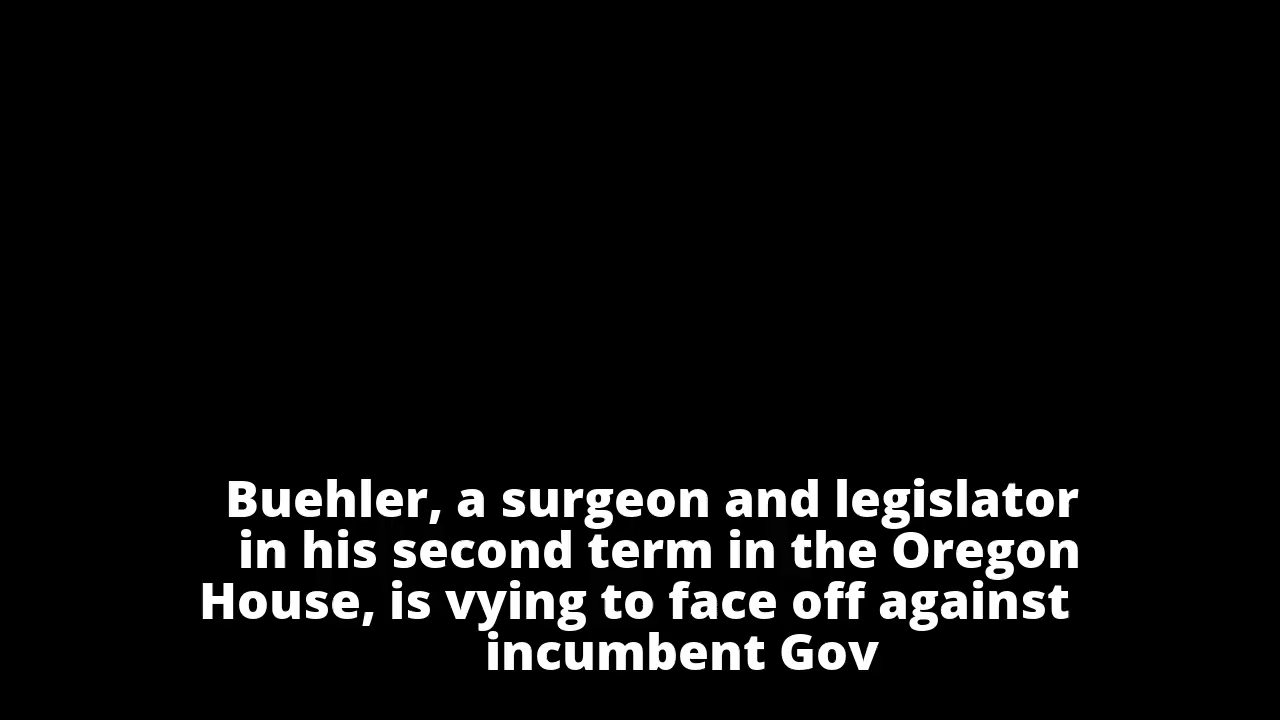 Buehler, a surgeon and legislator
in his second term in the Oregon
House, is vying to face off against
incumbent Gov